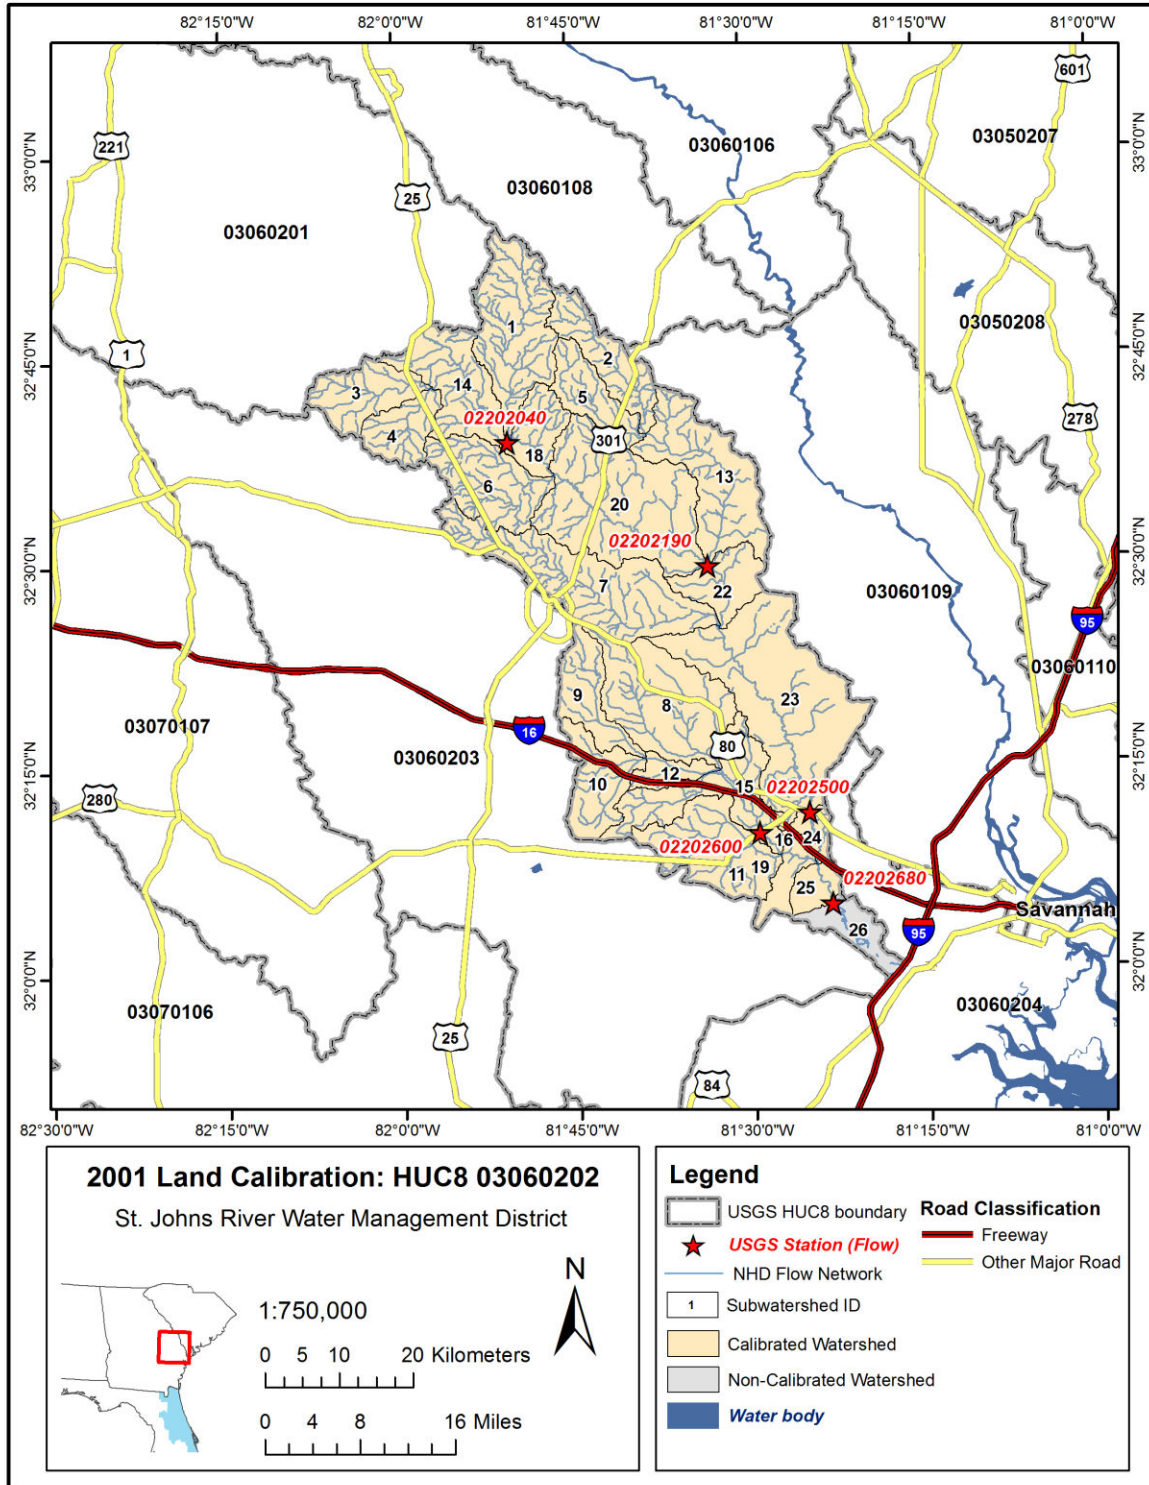 82°15'0"W 82°0'0"W 81°45'0"W 81°30'0"W 81°15'0"W 81°0'0"W
601
03050207
33°0'0"N
33°0'0"N
221
03060106
03060108
25
03060201
03050208
1
1
2
32°45'0"N
32°45'0"N
3
14
5
278
02202040
4
301
18
13
6
20
02202190
32°30'0"N
32°30'0"N
7
22
03060109
95
03060110
23
9
8
03070107
16
80
03060203
32°15'0"N
32°15'0"N
12
10
15
02202500
280
02202600
16
24
11
19
02202680
25
Savannah
26
95
32°0'0"N
32°0'0"N
03060204
03070106
25
84
82°30'0"W 82°15'0"W 82°0'0"W 81°45'0"W 81°30'0"W 81°15'0"W 81°0'0"W
2001 Land Calibration: HUC8 03060202
St. Johns River Water Management District
N
1:750,000
0 5 10 20 Kilometers
0 4 8 16 Miles
Legend
USGS HUC8 boundary
USGS Station (Flow)
NHD Flow Network
1 Subwatershed ID
Calibrated Watershed
Non-Calibrated Watershed
Water body
Road Classification
Freeway
Other Major Road